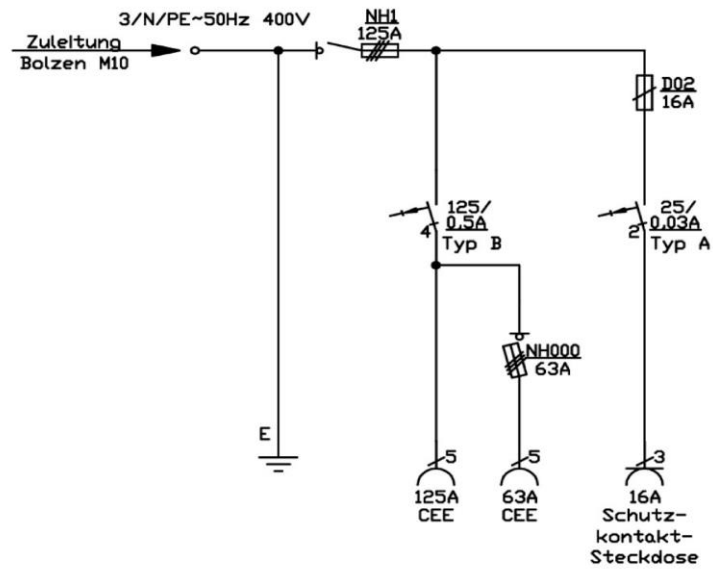 3/N/PE~50Hz 400V
Zuleitung
Bolzen M10
NH1
125A
D02
16A
125/
0.5A
4
Typ B
25/
0.03A
2
Typ A
NH000
63A
E
5
5
3
125A
CEE
63A
CEE
16A
Schutz-
kontakt-
Steckdose